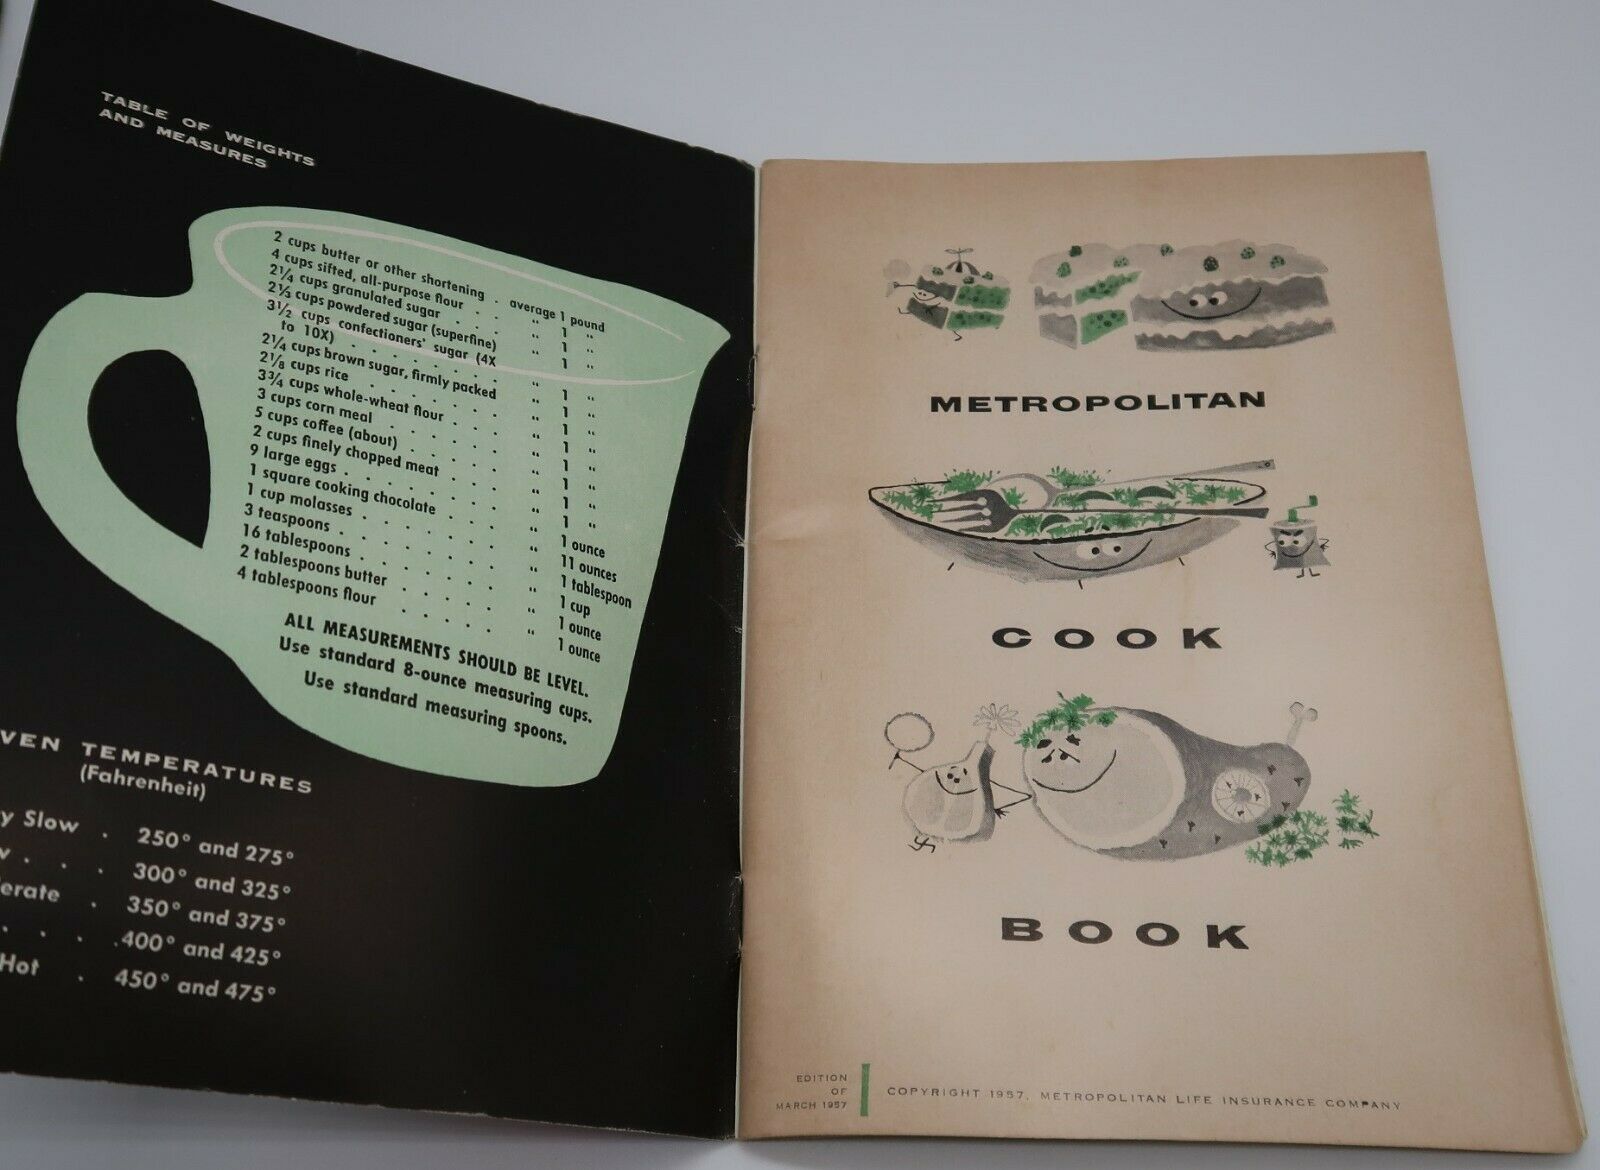 TABLE OF WEIGHTS
AND MEASURES
2 cups butter or other shortening . average 1 pound
4 cups sifted, all-purpose flour . . " 1 "
2¼ cups granulated sugar . . . " 1 "
2⅓ cups powdered sugar (superfine) " 1 "
3½ cups confectioners' sugar (4X
to 10X) . . . . . . . " 1 "
2¼ cups brown sugar, firmly packed " 1 "
2⅛ cups rice . . . . . . " 1 "
3¾ cups whole-wheat flour . . . " 1 "
3 cups corn meal . . . . . " 1 "
5 cups coffee (about) . . . . " 1 "
2 cups finely chopped meat . . . " 1 "
9 large eggs . . . . . . " 1 "
1 square cooking chocolate . . . " 1 ounce
1 cup molasses . . . . . . " 11 ounces
3 teaspoons . . . . . . " 1 tablespoon
16 tablespoons . . . . . . " 1 cup
2 tablespoons butter . . . . " 1 ounce
4 tablespoons flour . . . . " 1 ounce
ALL MEASUREMENTS SHOULD BE LEVEL.
Use standard 8-ounce measuring cups.
Use standard measuring spoons.
VEN TEMPERATURES
(Fahrenheit)
y Slow . 250° and 275°
w . . . 300° and 325°
erate . 350° and 375°
. . . . 400° and 425°
Hot . 450° and 475°
METROPOLITAN
COOK
BOOK
EDITION
OF
MARCH 1957
COPYRIGHT 1957, METROPOLITAN LIFE INSURANCE COMPANY